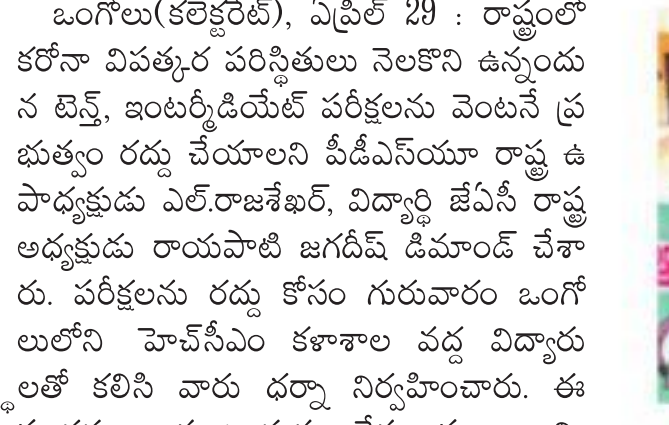 ఒంగోలు(కలెక్టరేట్), ఏప్రిల్ 29 : రాష్ట్రంలో
కరోనా విపత్కర పరిస్థితులు నెలకొని ఉన్నందు
న టెన్త్, ఇంటర్మీడియేట్ పరీక్షలను వెంటనే ప్ర
భుత్వం రద్దు చేయాలని పీడీఎస్‌యూ రాష్ట్ర ఉ
పాధ్యక్షుడు ఎల్.రాజశేఖర్, విద్యార్థి జేఏసీ రాష్ట్ర
అధ్యక్షుడు రాయపాటి జగదీష్ డిమాండ్ చేశా
రు. పరీక్షలను రద్దు కోసం గురువారం ఒంగో
లులోని హెచ్‌సీఎం కళాశాల వద్ద విద్యారు
్థలతో కలిసి వారు ధర్నా నిర్వహించారు. ఈ